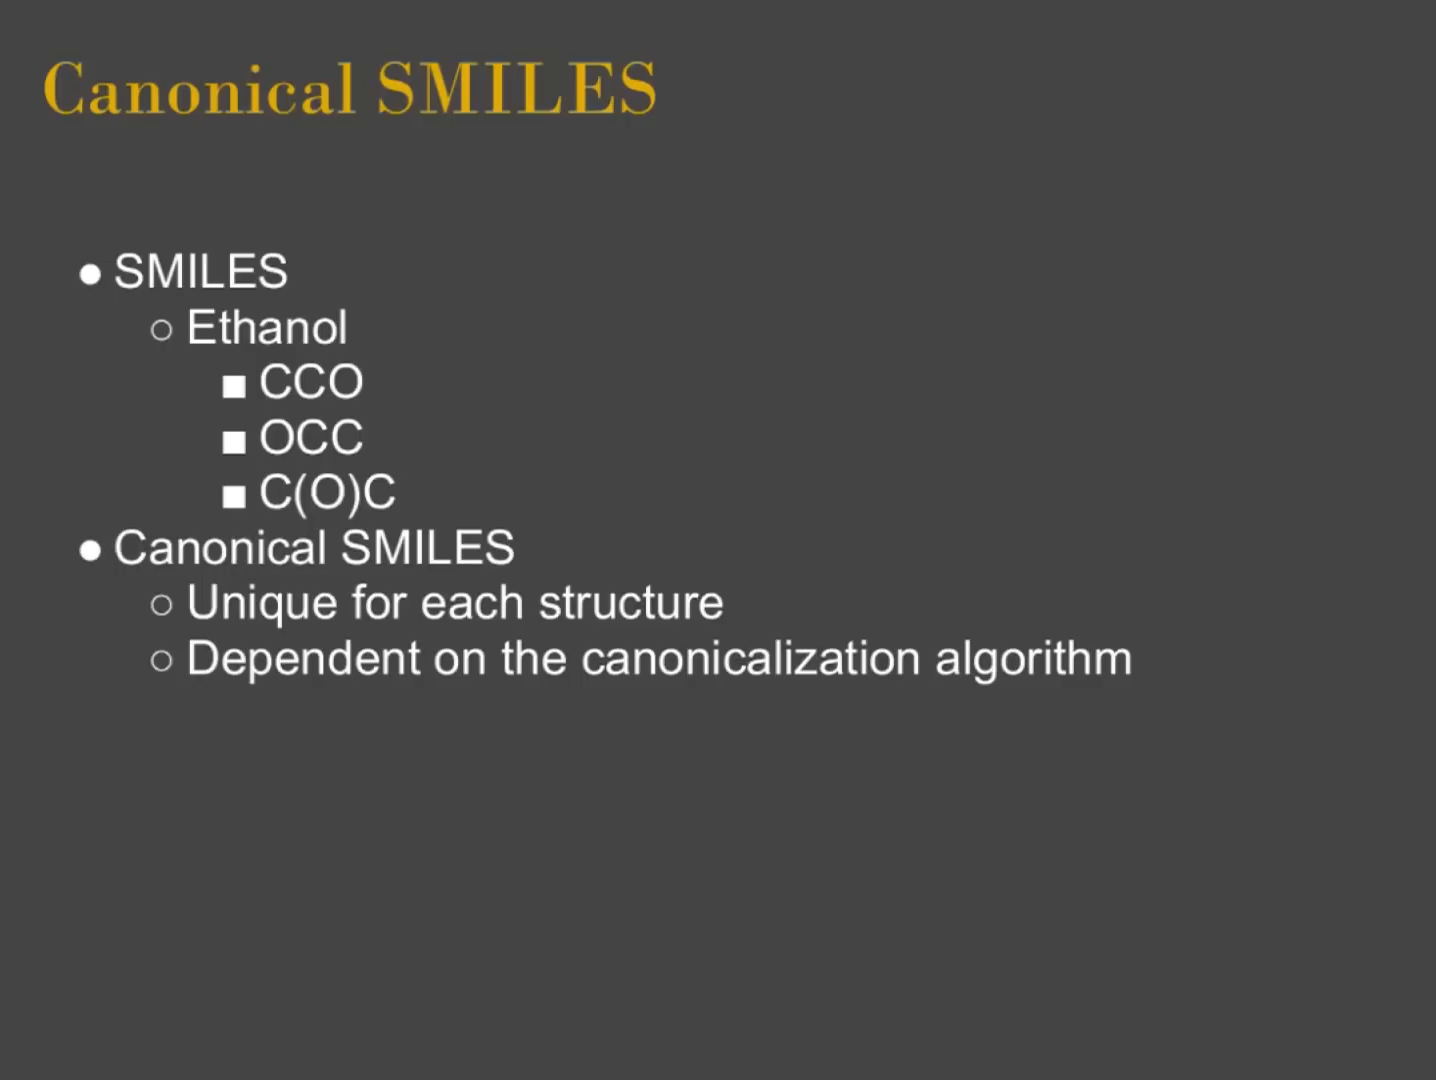 Canonical SMILES
● SMILES
○ Ethanol
■ CCO
■ OCC
■ C(O)C
● Canonical SMILES
○ Unique for each structure
○ Dependent on the canonicalization algorithm